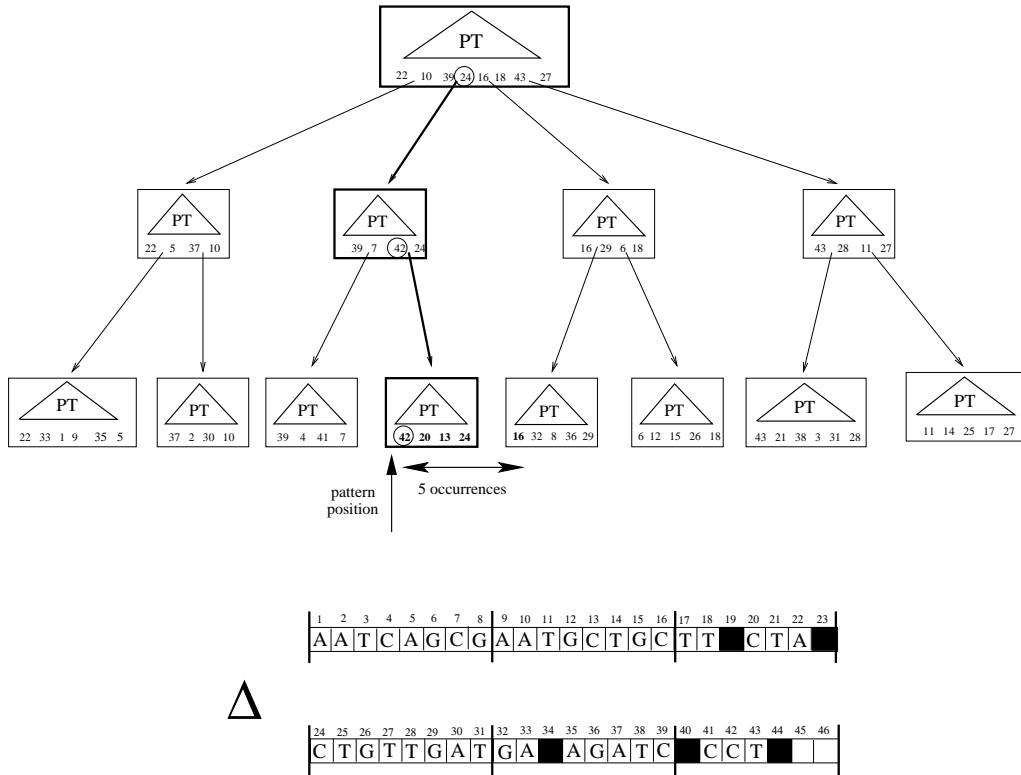 PT
22 10 39 24 16 18 43 27
PT PT PT PT
22 5 37 10 39 7 42 24 16 29 6 18 43 28 11 27
PT PT PT PT PT PT PT PT
22 33 1 9 35 5 37 2 30 10 39 4 41 7 42 20 13 24 16 32 8 36 29 6 12 15 26 18 43 21 38 3 31 28 11 14 25 17 27
5 occurrences
pattern
position
1 2 3 4 5 6 7 8 9 10 11 12 13 14 15 16 17 18 19 20 21 22 23
A A T C A G C G A A T G C T G C T T C T A
Δ
24 25 26 27 28 29 30 31 32 33 34 35 36 37 38 39 40 41 42 43 44 45 46
C T G T T G A T G A A G A T C C C T